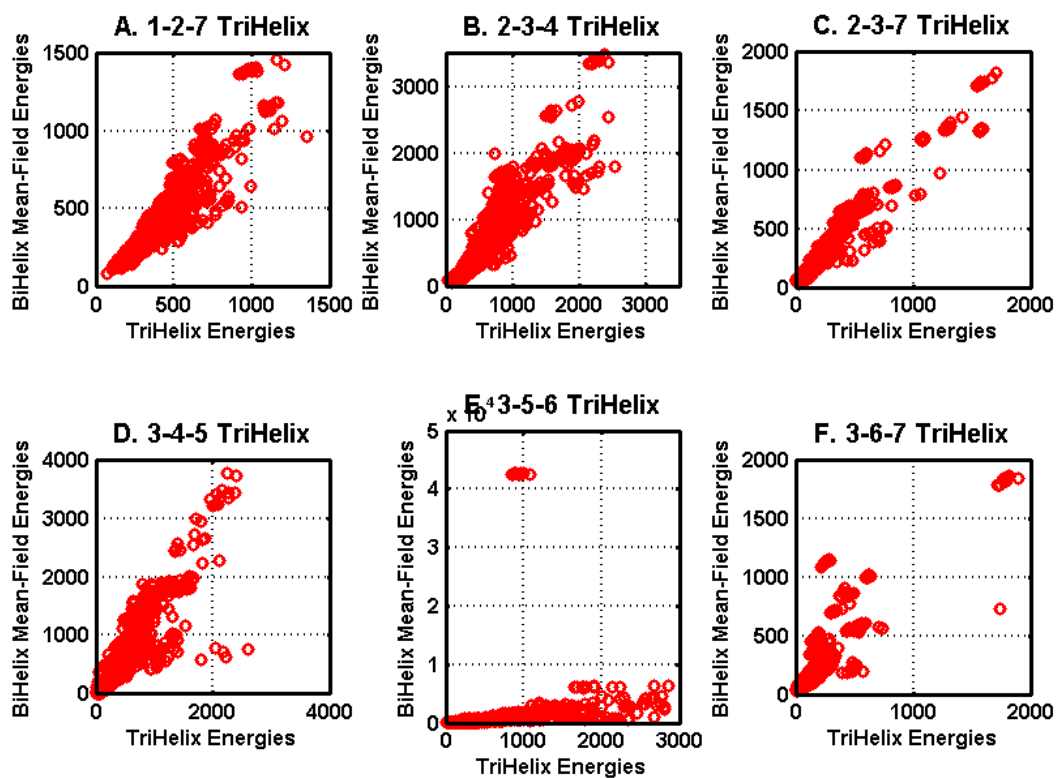 A. 1-2-7 TriHelix
BiHelix Mean-Field Energies
1500
1000
500
0
0 500 1000 1500
TriHelix Energies
B. 2-3-4 TriHelix
BiHelix Mean-Field Energies
3000
2000
1000
0
0 1000 2000 3000
TriHelix Energies
C. 2-3-7 TriHelix
BiHelix Mean-Field Energies
2000
1500
1000
500
0
0 1000 2000
TriHelix Energies
D. 3-4-5 TriHelix
BiHelix Mean-Field Energies
4000
3000
2000
1000
0
0 2000 4000
TriHelix Energies
E. 3-5-6 TriHelix
x 10⁴
BiHelix Mean-Field Energies
5
4
3
2
1
0
0 1000 2000 3000
TriHelix Energies
F. 3-6-7 TriHelix
BiHelix Mean-Field Energies
2000
1500
1000
500
0
0 1000 2000
TriHelix Energies